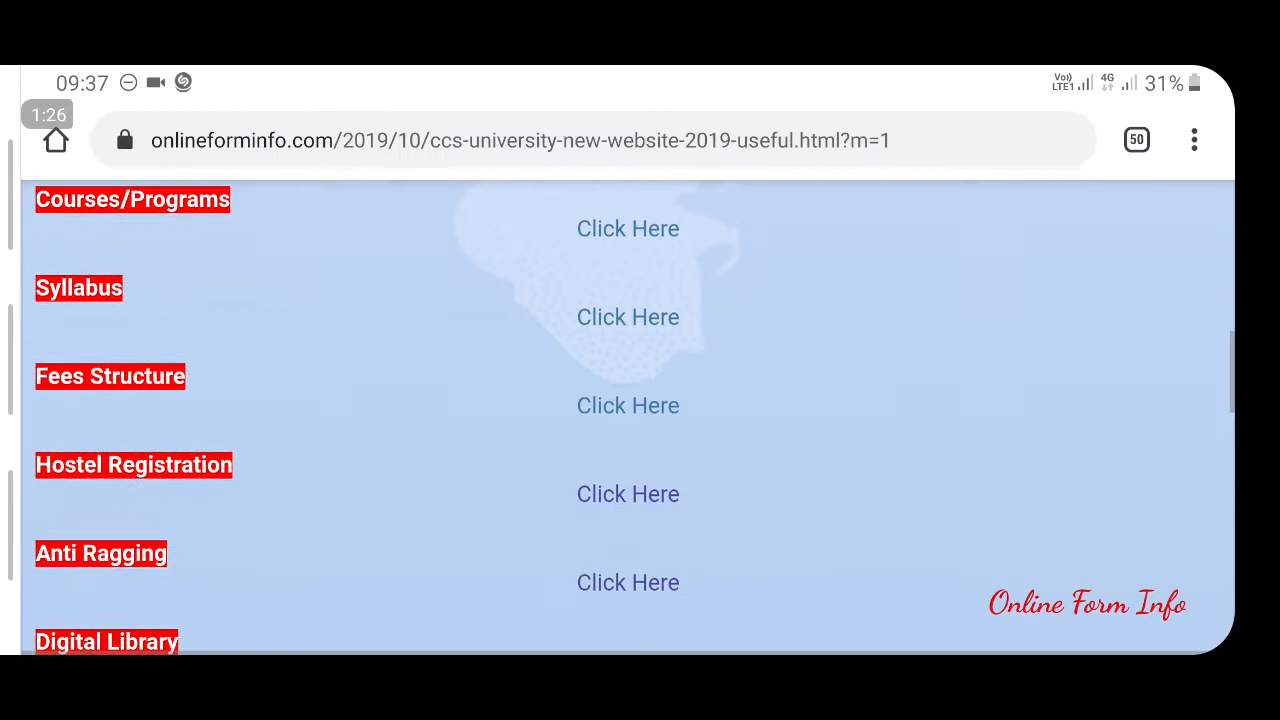 09:37
Vo)) LTE1 4G 31%
1:26
onlineforminfo.com/2019/10/ccs-university-new-website-2019-useful.html?m=1
50
Courses/Programs
Click Here
Syllabus
Click Here
Fees Structure
Click Here
Hostel Registration
Click Here
Anti Ragging
Click Here
Online Form Info
Digital Library